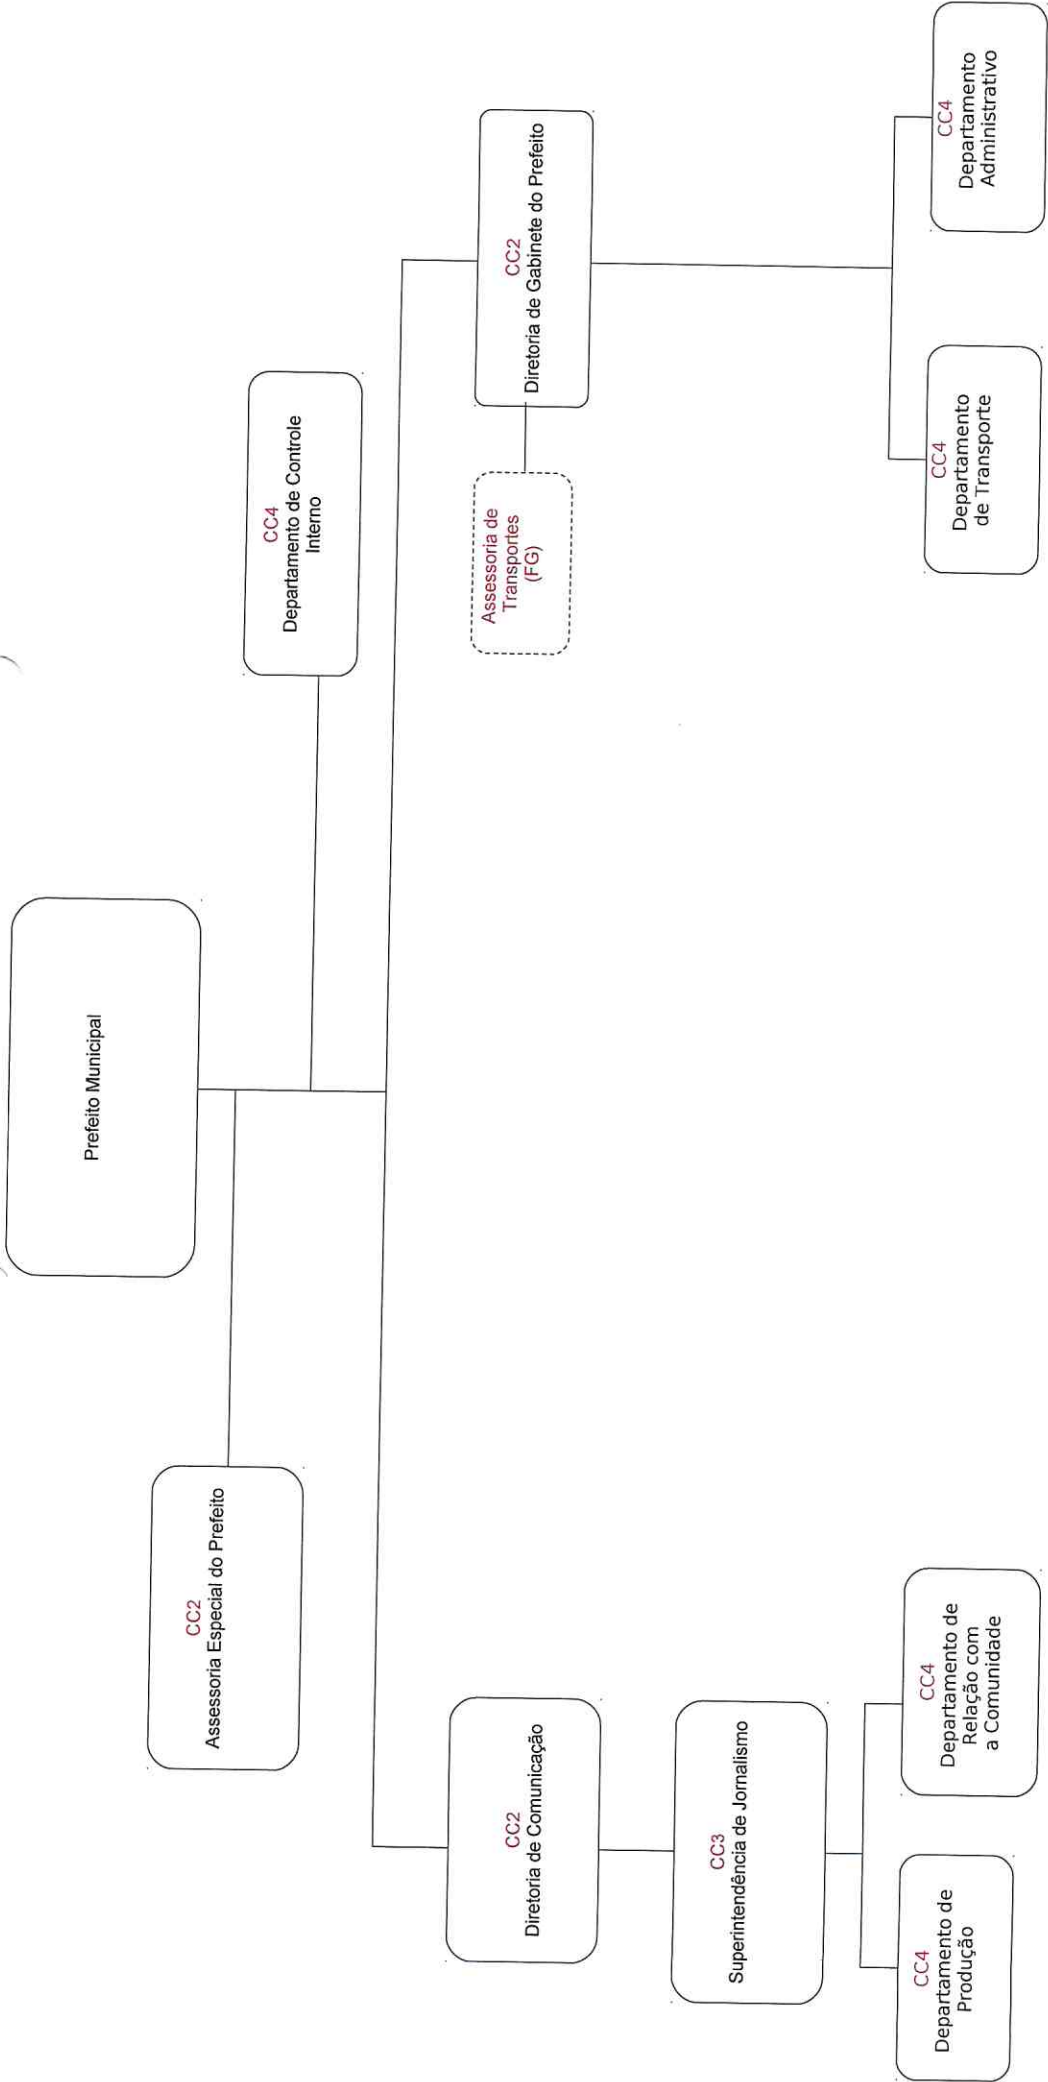 Prefeito Municipal
CC2
Assessoria Especial do Prefeito
CC4
Departamento de Controle
Interno
CC2
Diretoria de Comunicação
Assessoria de
Transportes
(FG)
CC2
Diretoria de Gabinete do Prefeito
CC3
Superintendência de Jornalismo
CC4
Departamento de
Produção
CC4
Departamento de
Relação com
a Comunidade
CC4
Departamento
de Transporte
CC4
Departamento
Administrativo